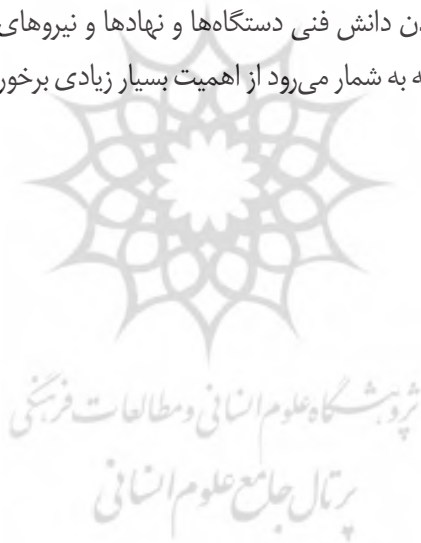 دن دانش فنی دستگاه‌ها و نهادها و نیروهای
ه به شمار می‌رود از اهمیت بسیار زیادی برخور
پژوهشگاه علوم انسانی و مطالعات فرهنگی
پرتال جامع علوم انسانی